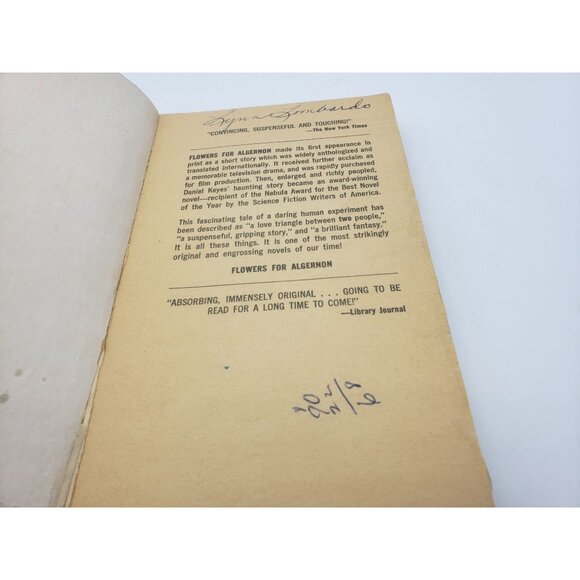 Lynn Lombardo
"CONVINCING, SUSPENSEFUL AND TOUCHING!"
—The New York Times
FLOWERS FOR ALGERNON made its first appearance in
print as a short story which was widely anthologized and
translated internationally. It received further acclaim as
a memorable television drama, and was rapidly purchased
for film production. Then, enlarged and richly peopled,
Daniel Keyes' haunting story became an award-winning
novel—recipient of the Nebula Award for the Best Novel
of the Year by the Science Fiction Writers of America.
This fascinating tale of a daring human experiment has
been described as "a love triangle between two people,"
"a suspenseful, gripping story," and "a brilliant fantasy."
It is all these things. It is one of the most strikingly
original and engrossing novels of our time!
FLOWERS FOR ALGERNON
"ABSORBING, IMMENSELY ORIGINAL . . . GOING TO BE
READ FOR A LONG TIME TO COME!"
—Library Journal